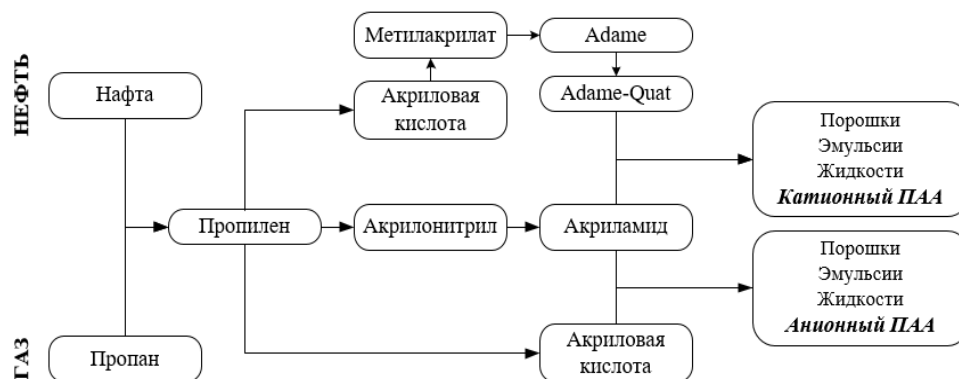 НЕФТЬ
ГАЗ
Нафта
Пропан
Пропилен
Метилакрилат
Акриловая
кислота
Акрилонитрил
Adame
Adame-Quat
Акриламид
Акриловая
кислота
Порошки
Эмульсии
Жидкости
Катионный ПАА
Порошки
Эмульсии
Жидкости
Анионный ПАА